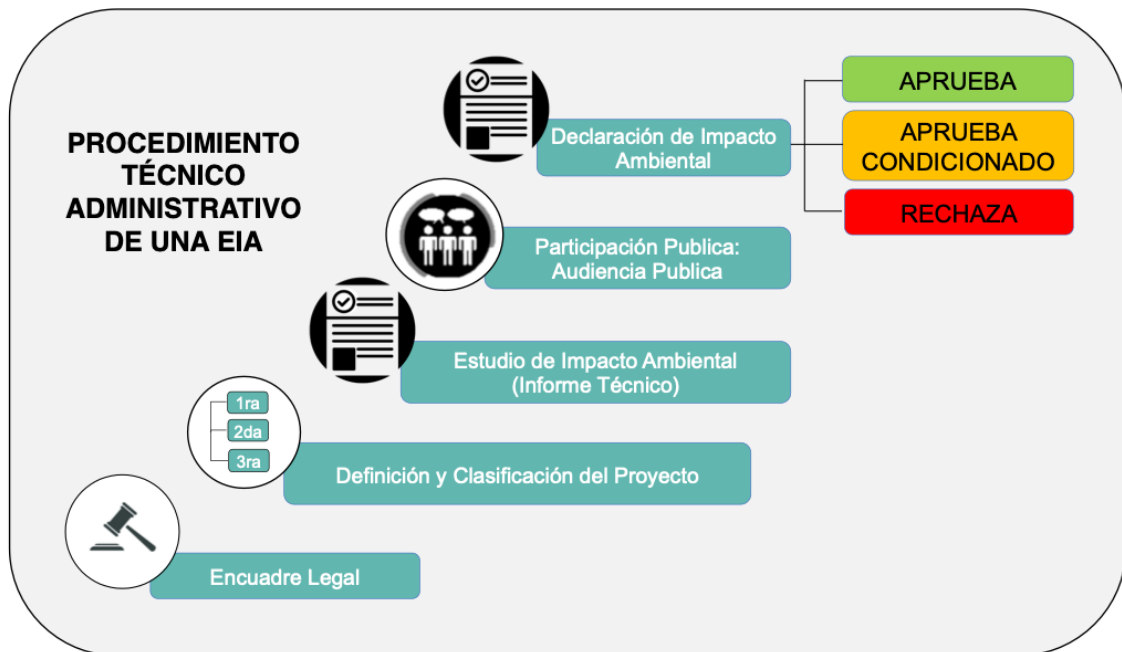 PROCEDIMIENTO
TÉCNICO
ADMINISTRATIVO
DE UNA EIA
Declaración de Impacto
Ambiental
APRUEBA
APRUEBA
CONDICIONADO
RECHAZA
Participación Publica:
Audiencia Publica
Estudio de Impacto Ambiental
(Informe Técnico)
1ra
2da
3ra
Definición y Clasificación del Proyecto
Encuadre Legal